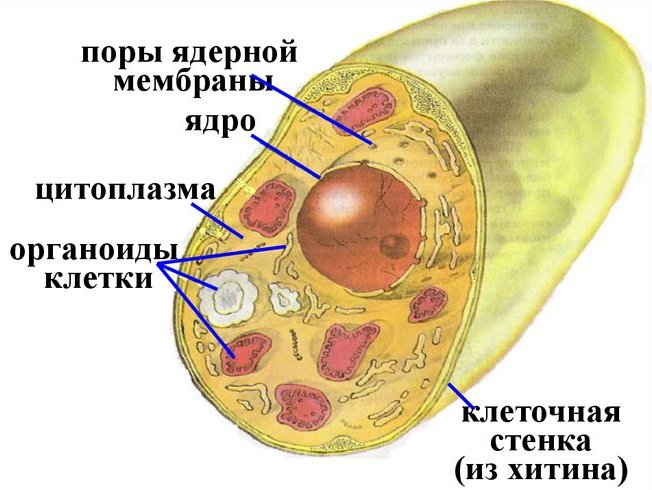 поры ядерной
мембраны
ядро
цитоплазма
органоиды
клетки
клеточная
стенка
(из хитина)